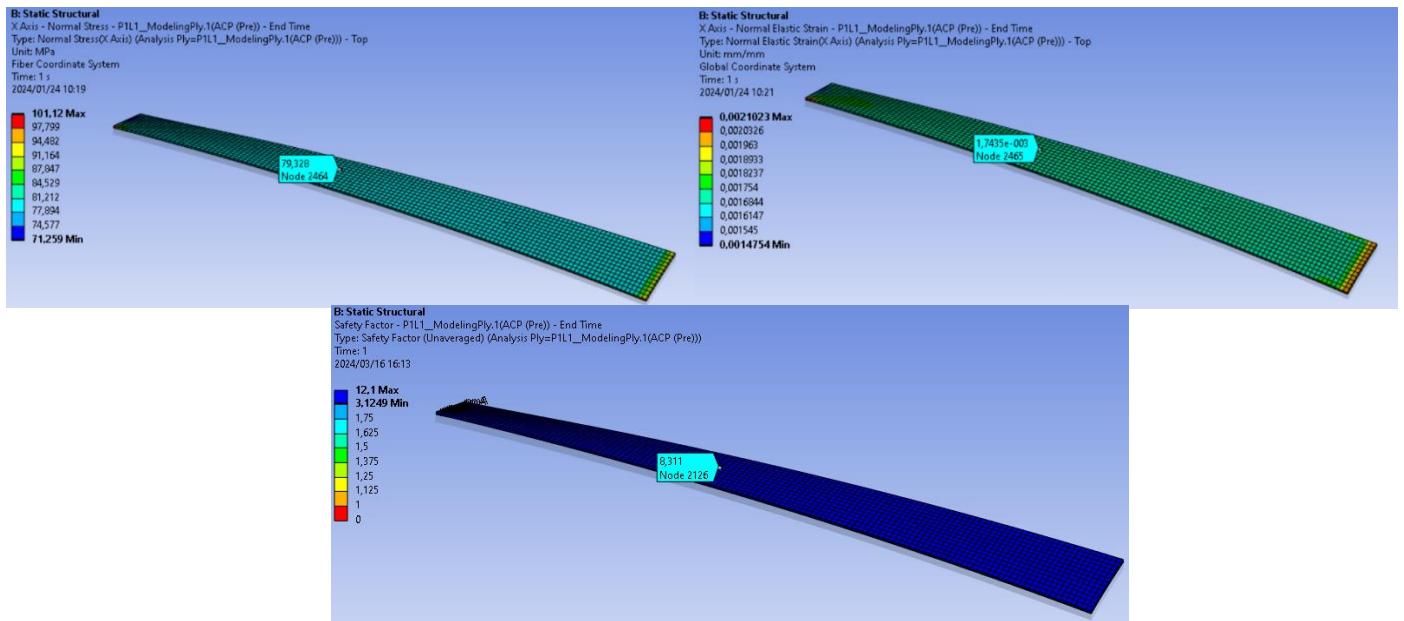 B: Static Structural
X Axis - Normal Stress - P1L1__ModelingPly.1(ACP (Pre)) - End Time
Type: Normal Stress(X Axis) (Analysis Ply=P1L1__ModelingPly.1(ACP (Pre))) - Top
Unit: MPa
Fiber Coordinate System
Time: 1 s
2024/01/24 10:19
101,12 Max
97,799
94,482
91,164
87,847
84,529
81,212
77,894
74,577
71,259 Min
79,328
Node 2464
B: Static Structural
X Axis - Normal Elastic Strain - P1L1__ModelingPly.1(ACP (Pre)) - End Time
Type: Normal Elastic Strain(X Axis) (Analysis Ply=P1L1__ModelingPly.1(ACP (Pre))) - Top
Unit: mm/mm
Global Coordinate System
Time: 1 s
2024/01/24 10:21
0,0021023 Max
0,0020326
0,001963
0,0018933
0,0018237
0,001754
0,0016844
0,0016147
0,001545
0,0014754 Min
1,7435e-003
Node 2465
B: Static Structural
Safety Factor - P1L1__ModelingPly.1(ACP (Pre)) - End Time
Type: Safety Factor (Unaveraged) (Analysis Ply=P1L1__ModelingPly.1(ACP (Pre)))
Time: 1
2024/03/16 16:13
12,1 Max
3,1249 Min
1,75
1,625
1,5
1,375
1,25
1,125
1
0
8,311
Node 2126